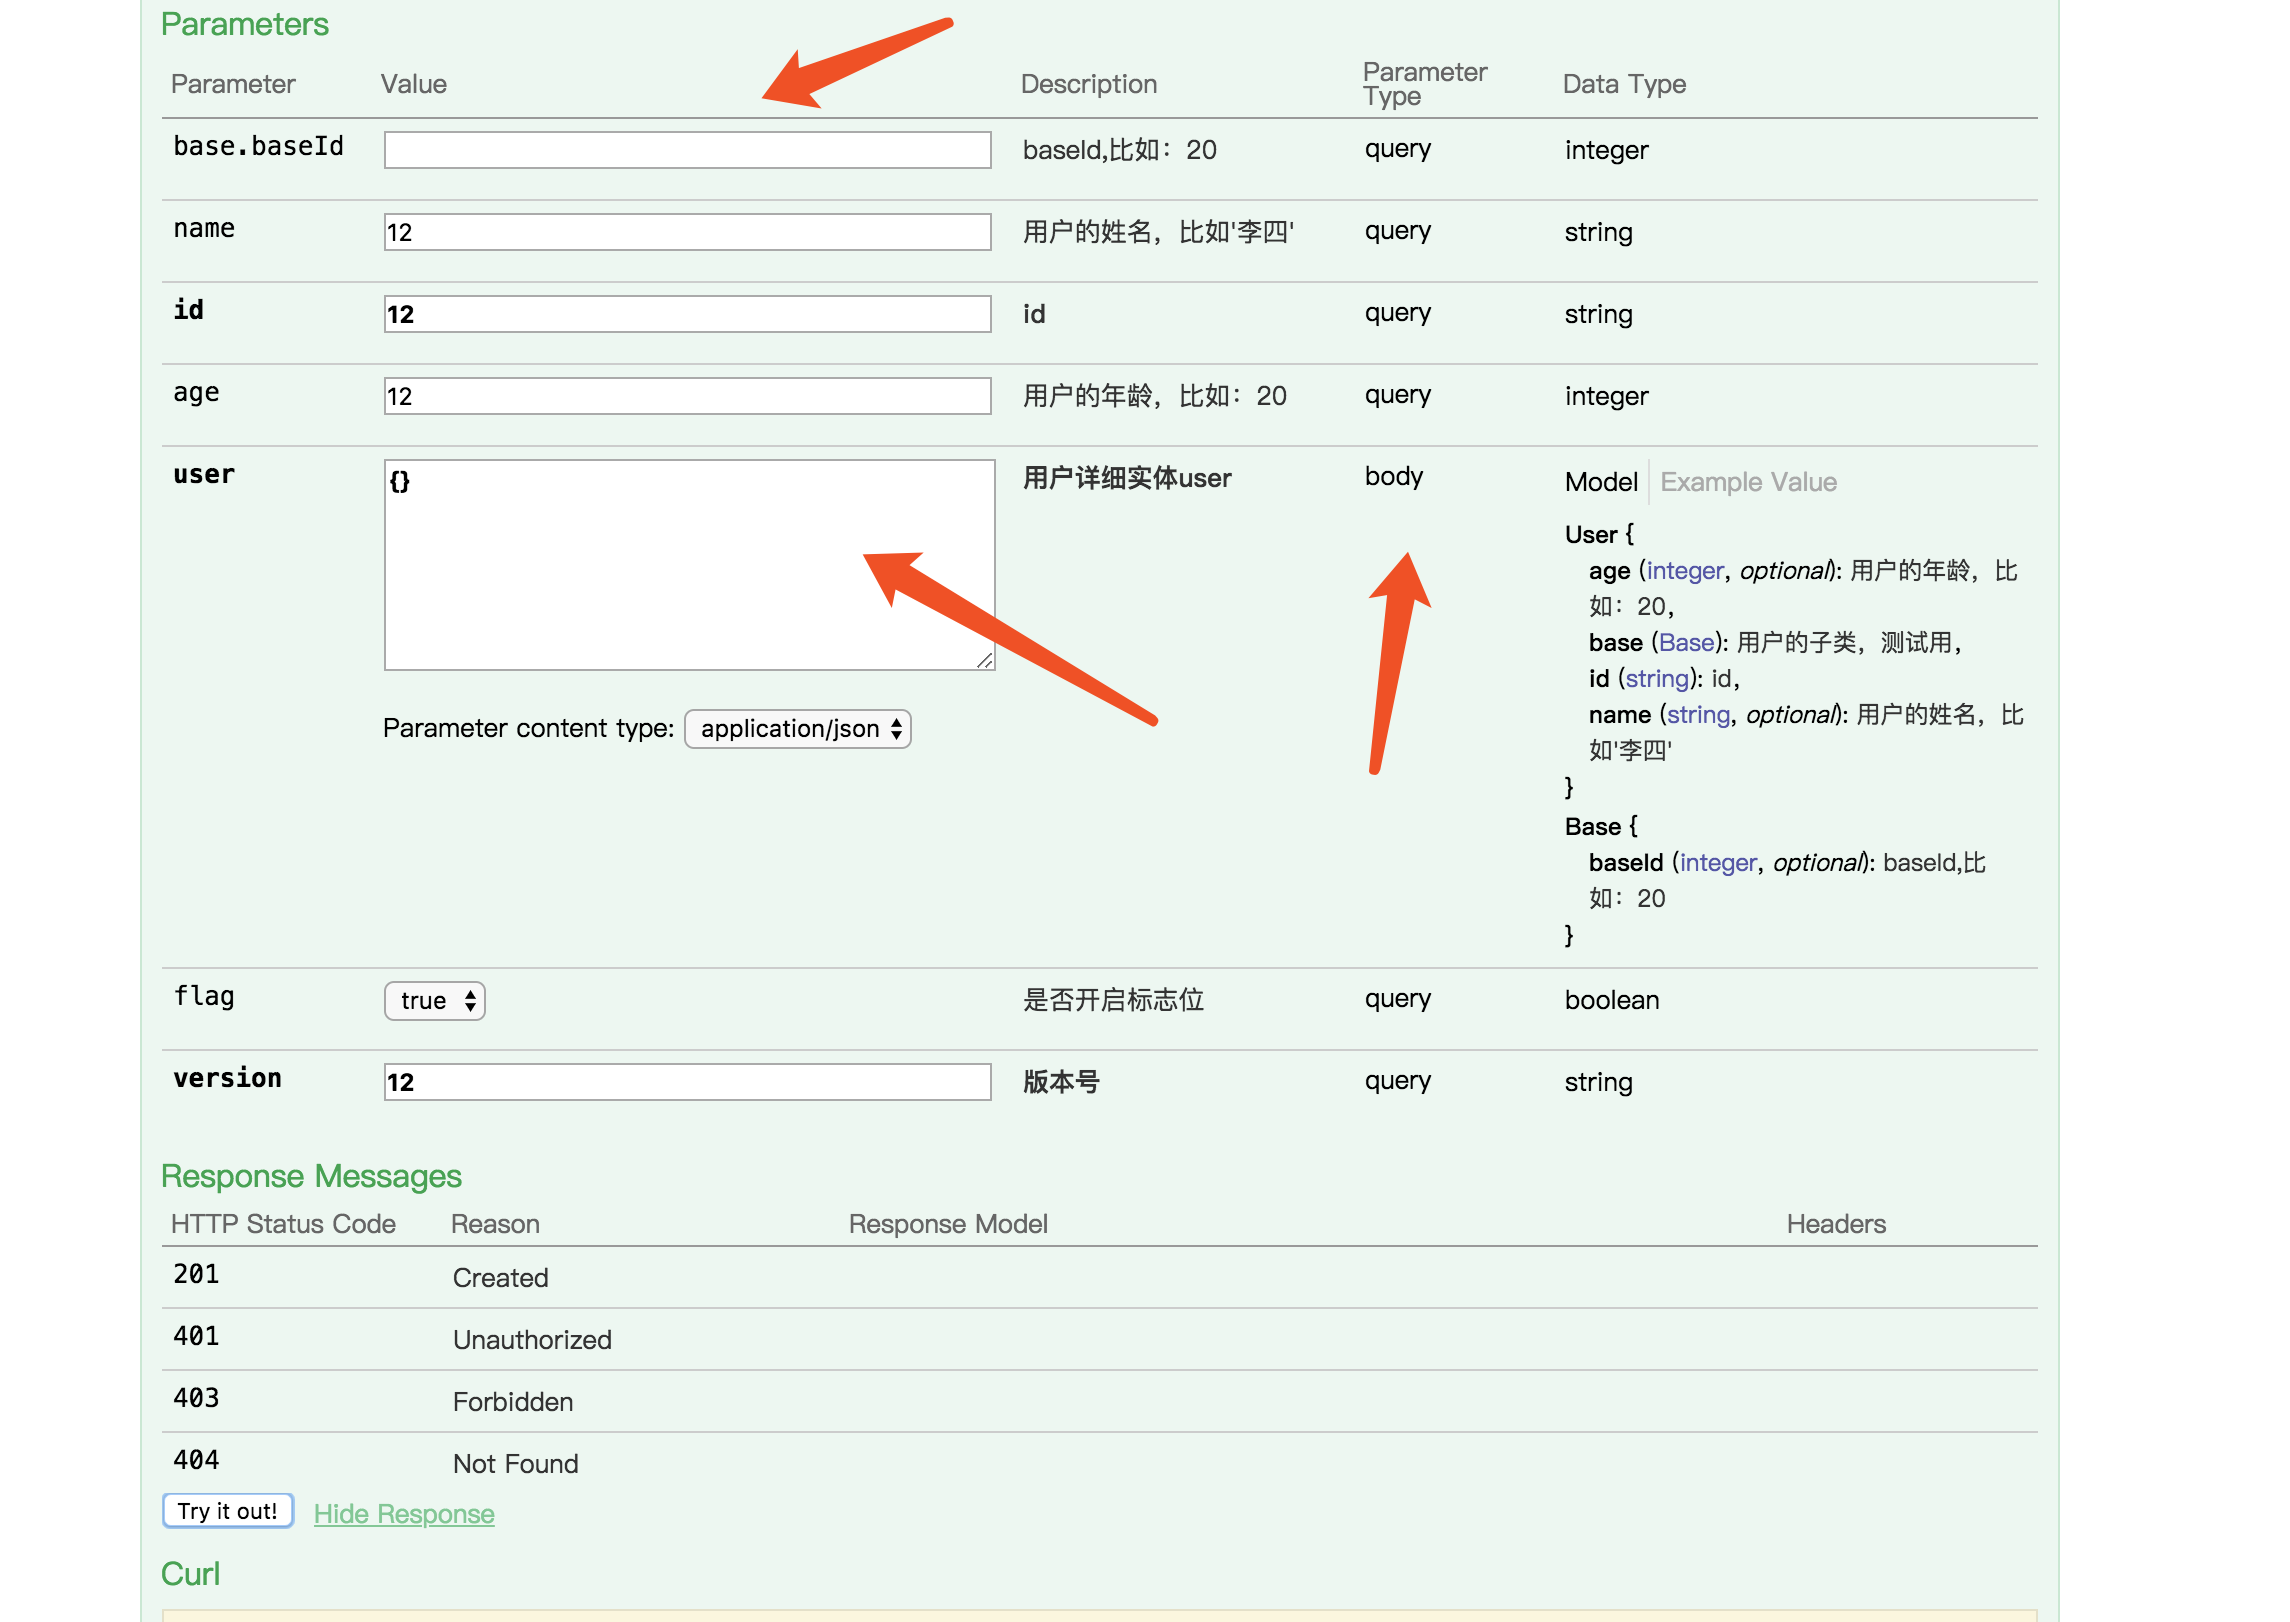 Parameters
Parameter Value Description Parameter Type Data Type
base.baseId baseId,比如：20 query integer
name 12 用户的姓名，比如'李四' query string
id 12 id query string
age 12 用户的年龄，比如：20 query integer
user {} 用户详细实体user body Model Example Value
User {
age (integer, optional): 用户的年龄，比
如：20,
base (Base): 用户的子类，测试用,
id (string): id,
name (string, optional): 用户的姓名，比
如'李四'
}
Base {
baseId (integer, optional): baseId,比
如：20
}
Parameter content type: application/json
flag true 是否开启标志位 query boolean
version 12 版本号 query string
Response Messages
HTTP Status Code Reason Response Model Headers
201 Created
401 Unauthorized
403 Forbidden
404 Not Found
Try it out! Hide Response
Curl